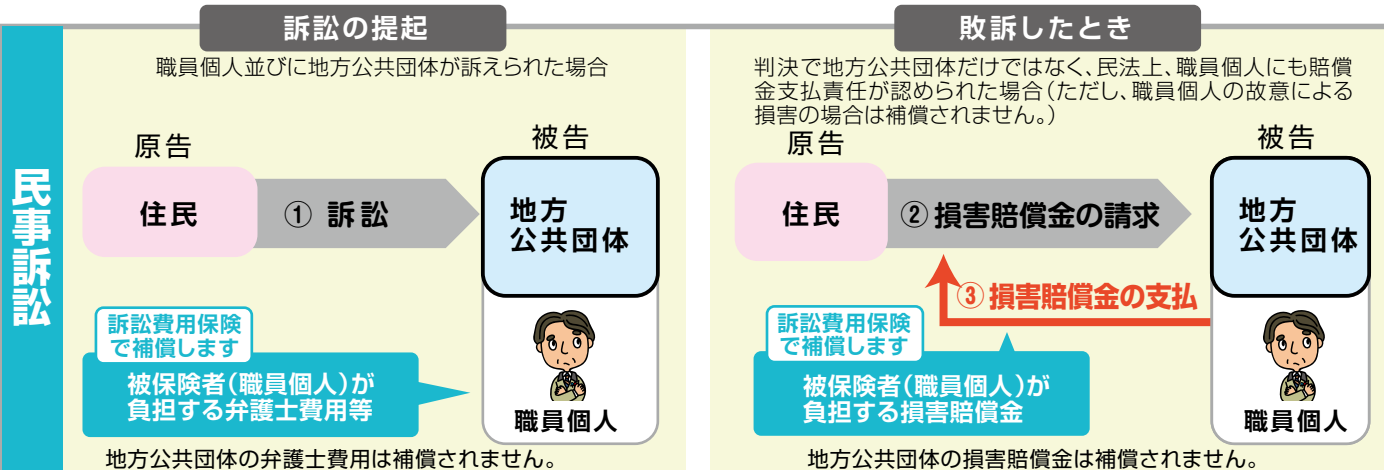 民事訴訟
訴訟の提起
職員個人並びに地方公共団体が訴えられた場合
原告
被告
住民
① 訴訟
地方
公共団体
訴訟費用保険
で補償します
被保険者(職員個人)が
負担する弁護士費用等
職員個人
地方公共団体の弁護士費用は補償されません。
敗訴したとき
判決で地方公共団体だけではなく、民法上、職員個人にも賠償
金支払責任が認められた場合(ただし、職員個人の故意による
損害の場合は補償されません。)
原告
被告
住民
② 損害賠償金の請求
地方
公共団体
③ 損害賠償金の支払
訴訟費用保険
で補償します
被保険者(職員個人)が
負担する損害賠償金
職員個人
地方公共団体の損害賠償金は補償されません。